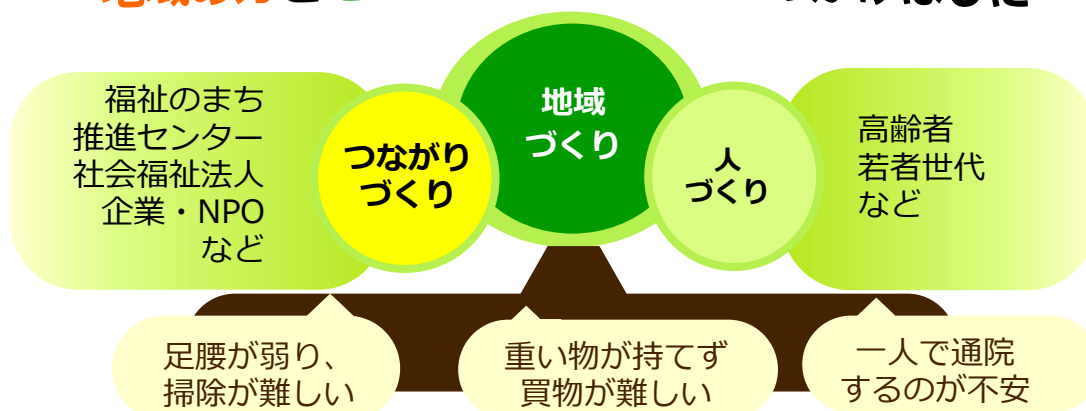 福祉のまち
推進センター
社会福祉法人
企業・NPO
など
つながり
づくり
地域
づくり
人
づくり
高齢者
若者世代
など
足腰が弱り、
掃除が難しい
重い物が持てず
買物が難しい
一人で通院
するのが不安